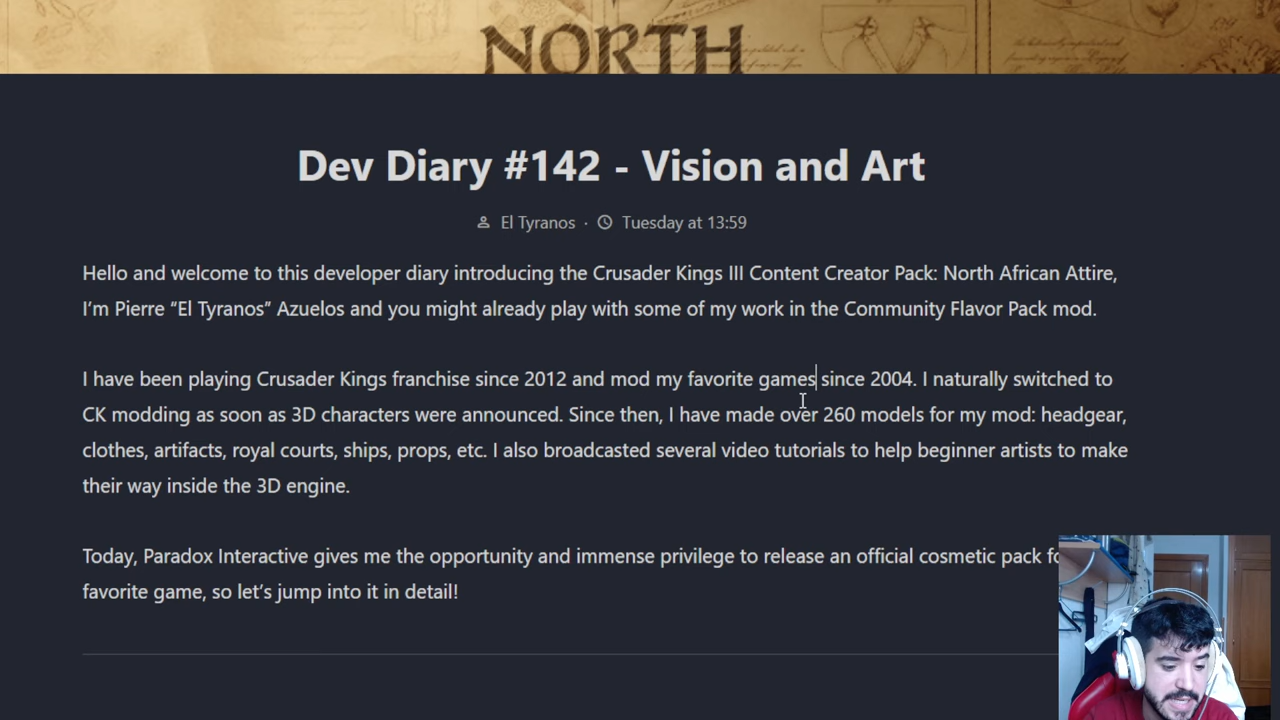 NORTH
Dev Diary #142 - Vision and Art
El Tyranos · Tuesday at 13:59
Hello and welcome to this developer diary introducing the Crusader Kings III Content Creator Pack: North African Attire,
I’m Pierre “El Tyranos” Azuelos and you might already play with some of my work in the Community Flavor Pack mod.
I have been playing Crusader Kings franchise since 2012 and mod my favorite games since 2004. I naturally switched to
CK modding as soon as 3D characters were announced. Since then, I have made over 260 models for my mod: headgear,
clothes, artifacts, royal courts, ships, props, etc. I also broadcasted several video tutorials to help beginner artists to make
their way inside the 3D engine.
Today, Paradox Interactive gives me the opportunity and immense privilege to release an official cosmetic pack fo
favorite game, so let’s jump into it in detail!